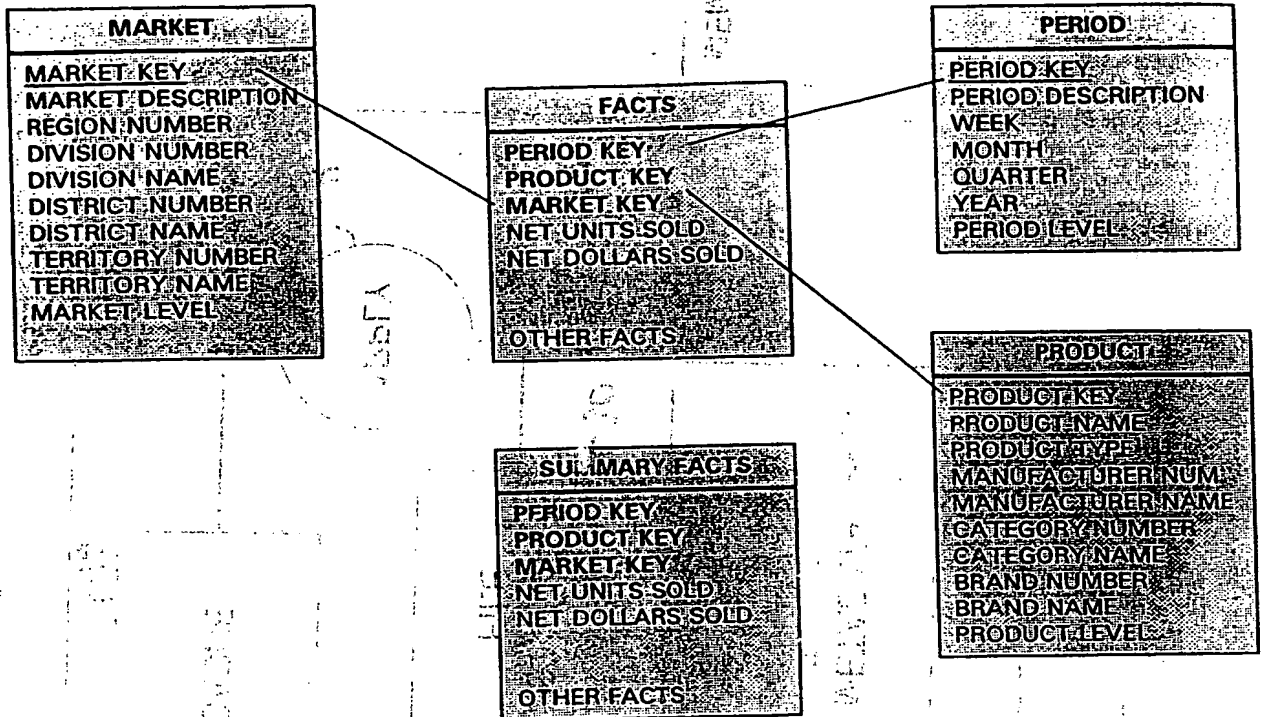 MARKET
MARKET KEY
MARKET DESCRIPTION
REGION NUMBER
DIVISION NUMBER
DIVISION NAME
DISTRICT NUMBER
DISTRICT NAME
TERRITORY NUMBER
TERRITORY NAME
MARKET LEVEL
FACTS
PERIOD KEY
PRODUCT KEY
MARKET KEY
NET UNITS SOLD
NET DOLLARS SOLD
OTHER FACTS
PERIOD
PERIOD KEY
PERIOD DESCRIPTION
WEEK
MONTH
QUARTER
YEAR
PERIOD LEVEL
SUMMARY FACTS
PERIOD KEY
PRODUCT KEY
MARKET KEY
NET UNITS SOLD
NET DOLLARS SOLD
OTHER FACTS
PRODUCT
PRODUCT KEY
PRODUCT NAME
PRODUCT TYPE
MANUFACTURER NUM.
MANUFACTURER NAME
CATEGORY NUMBER
CATEGORY NAME
BRAND NUMBER
BRAND NAME
PRODUCT LEVEL